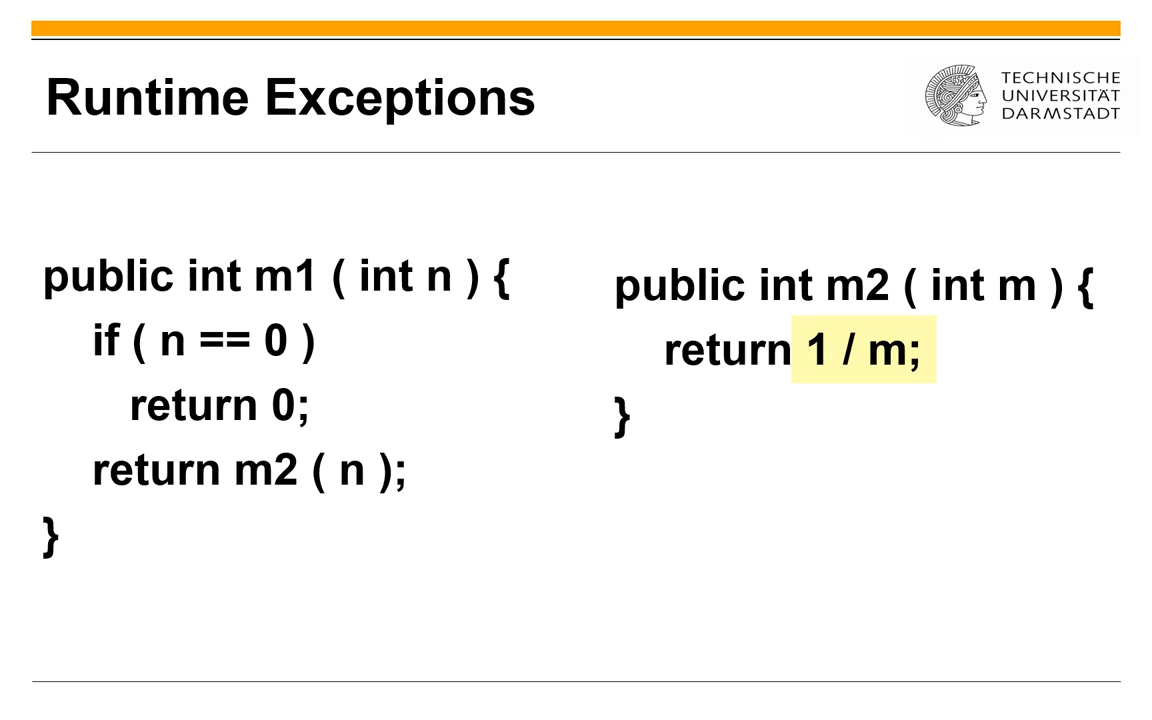 Runtime Exceptions
TECHNISCHE
UNIVERSITÄT
DARMSTADT
public int m1 ( int n ) {
if ( n == 0 )
return 0;
return m2 ( n );
}
public int m2 ( int m ) {
return 1 / m;
}